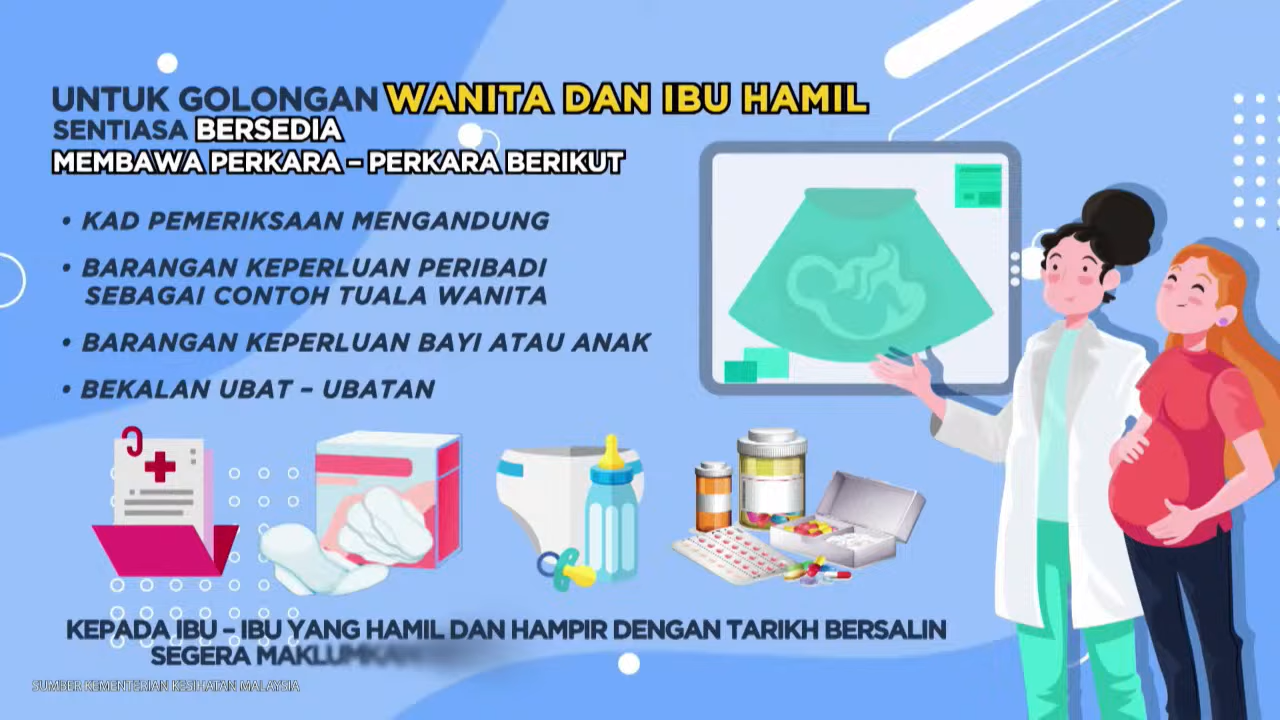 UNTUK GOLONGAN WANITA DAN IBU HAMIL
SENTIASA BERSEDIA
MEMBAWA PERKARA – PERKARA BERIKUT
• KAD PEMERIKSAAN MENGANDUNG
• BARANGAN KEPERLUAN PERIBADI
SEBAGAI CONTOH TUALA WANITA
• BARANGAN KEPERLUAN BAYI ATAU ANAK
• BEKALAN UBAT – UBATAN
KEPADA IBU – IBU YANG HAMIL DAN HAMPIR DENGAN TARIKH BERSALIN
SEGERA MAKLUMKAN
SUMBER KEMENTERIAN KESIHATAN MALAYSIA